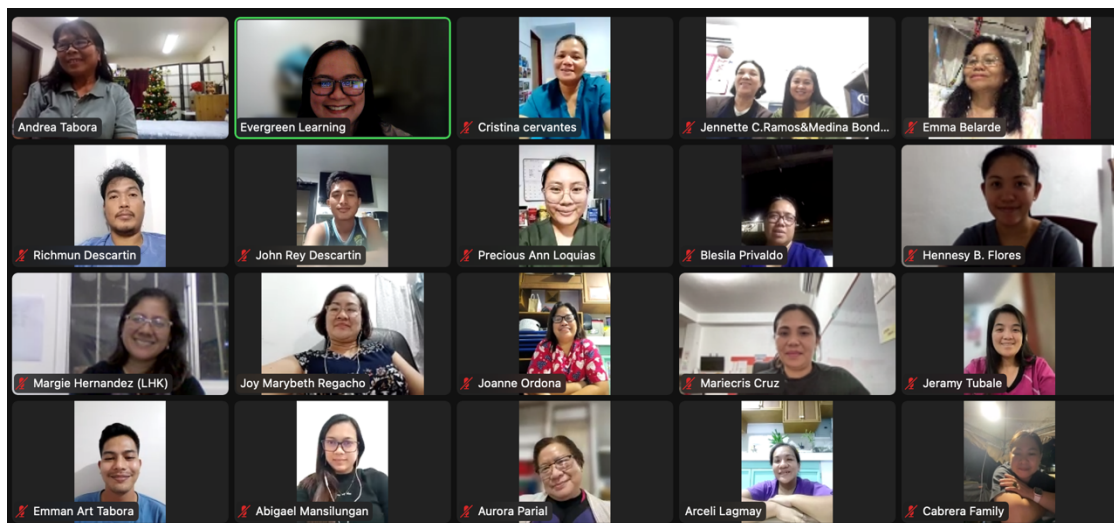 Andrea Tabora
Evergreen Learning
Cristina cervantes
Jennette C.Ramos&Medina Bond...
Emma Belarde
Richmun Descartin
John Rey Descartin
Precious Ann Loquias
Blesila Privaldo
Hennesy B. Flores
Margie Hernandez (LHK)
Joy Marybeth Regacho
Joanne Ordona
Mariecris Cruz
Jeramy Tubale
Emman Art Tabora
Abigael Mansilungan
Aurora Parial
Arceli Lagmay
Cabrera Family